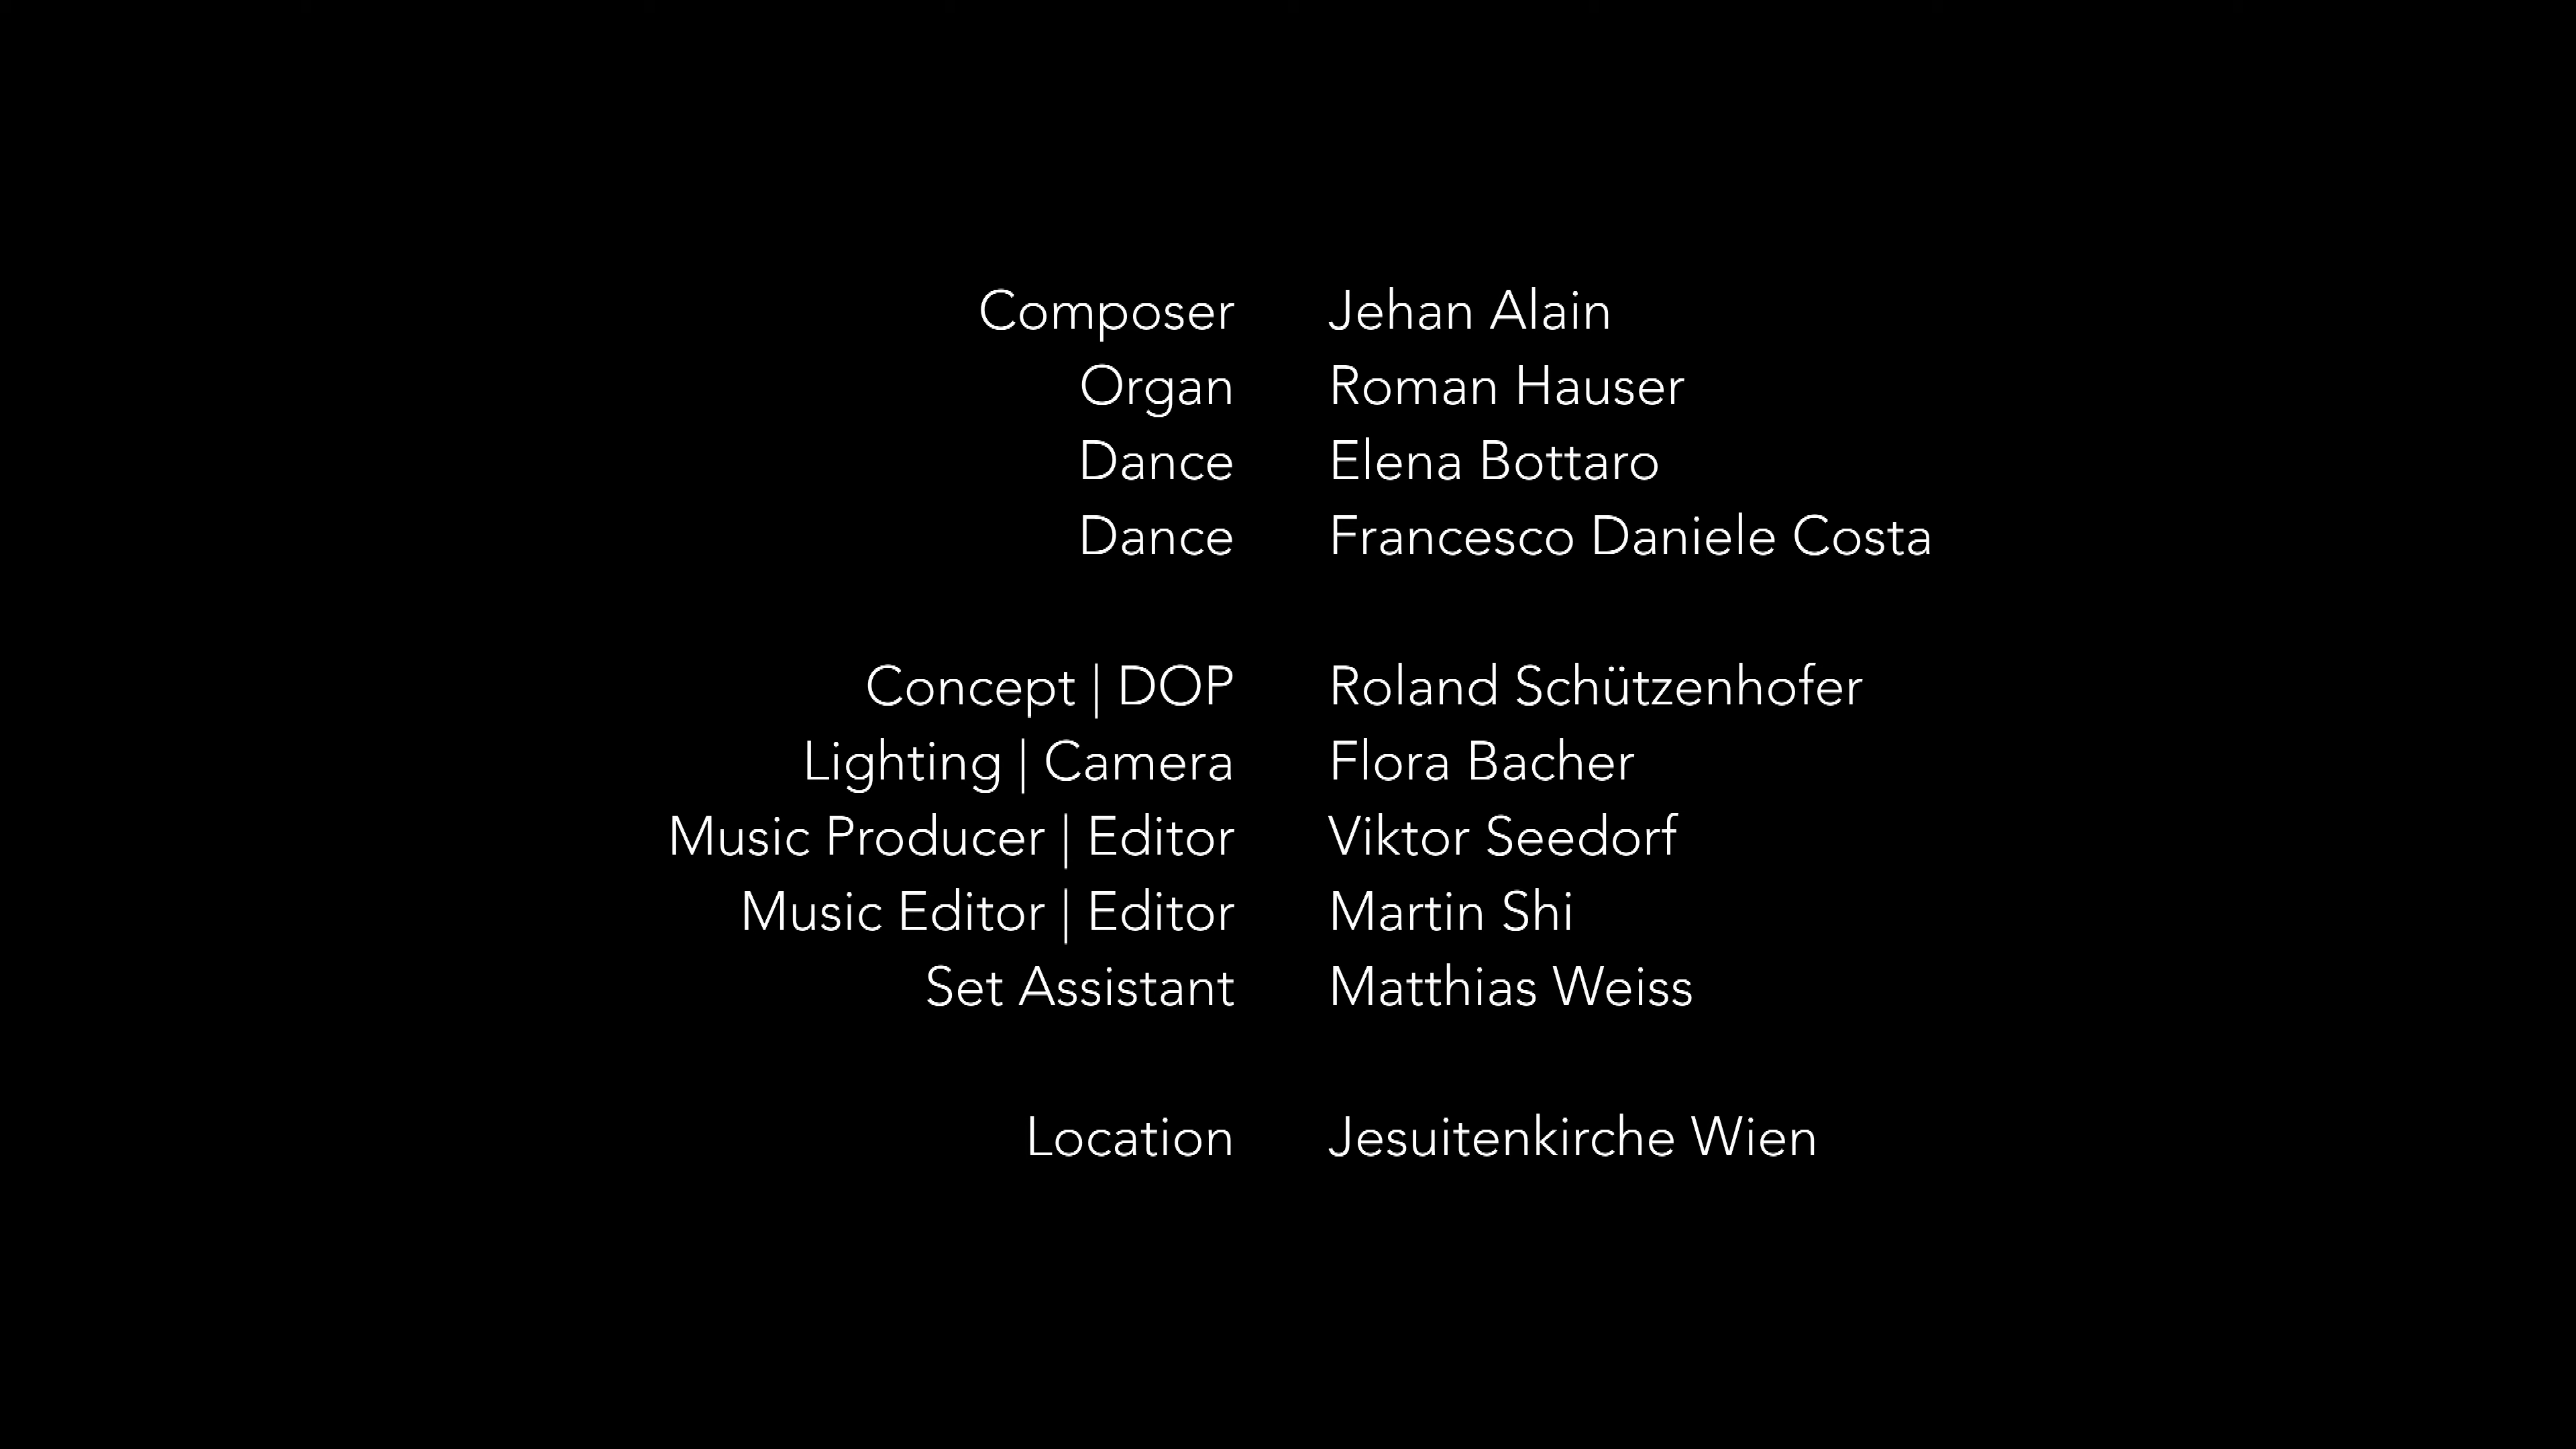 Composer Jehan Alain
Organ Roman Hauser
Dance Elena Bottaro
Dance Francesco Daniele Costa
Concept | DOP Roland Schützenhofer
Lighting | Camera Flora Bacher
Music Producer | Editor Viktor Seedorf
Music Editor | Editor Martin Shi
Set Assistant Matthias Weiss
Location Jesuitenkirche Wien